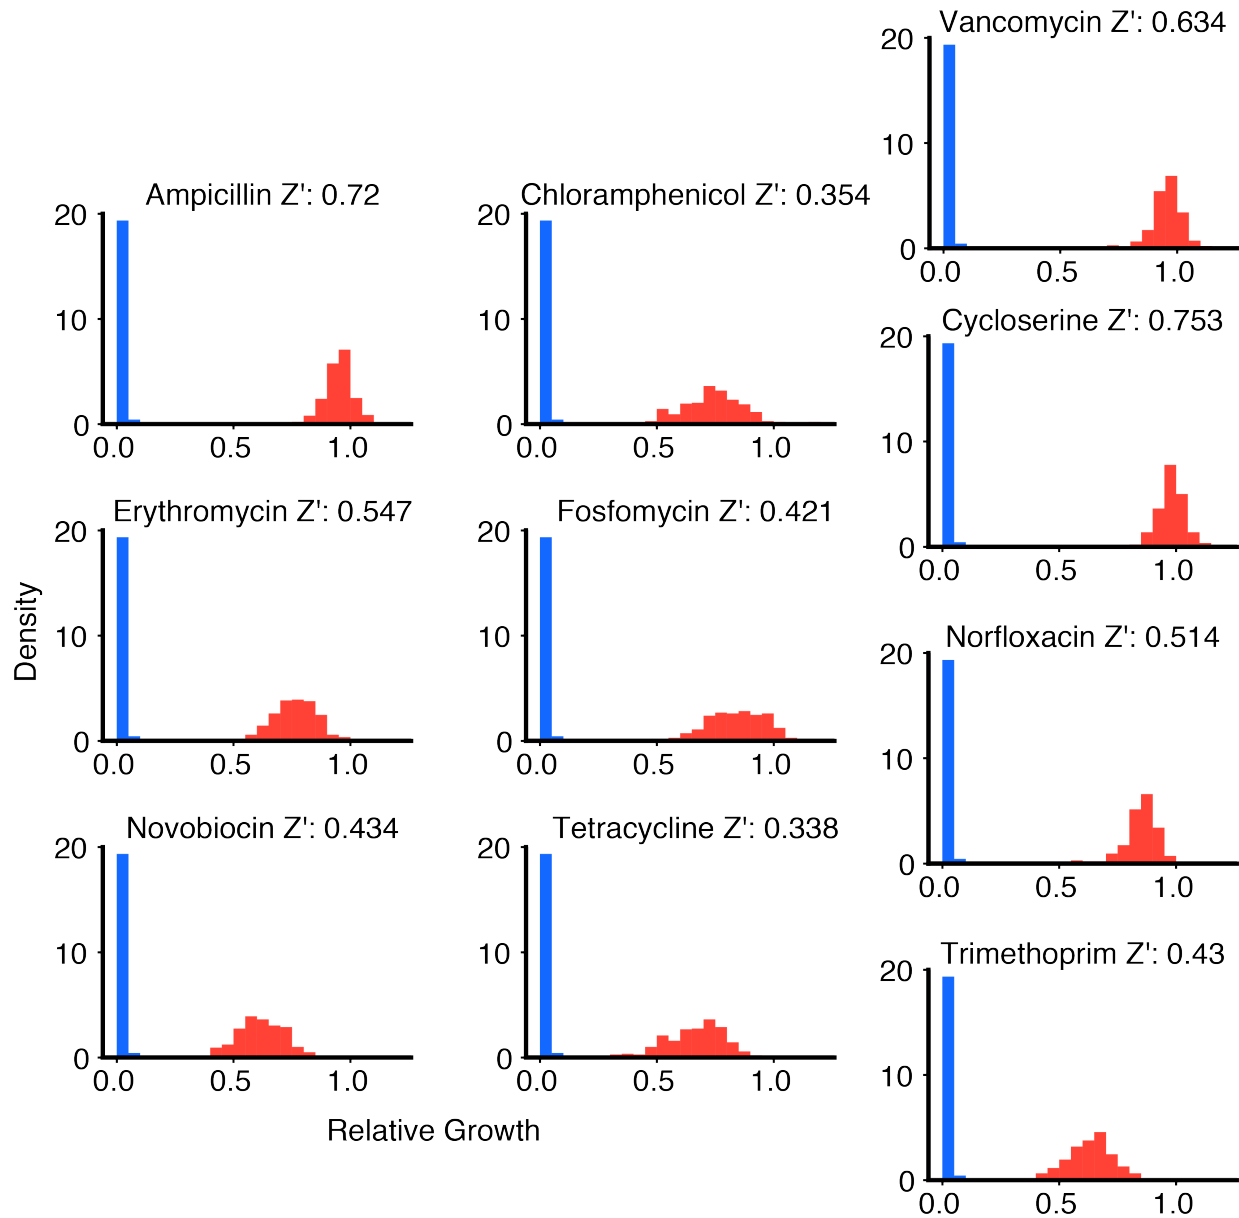 Vancomycin Z': 0.634
20
10
0
0.0 0.5 1.0
Ampicillin Z': 0.72
20
10
0
0.0 0.5 1.0
Chloramphenicol Z': 0.354
20
10
0
0.0 0.5 1.0
Cycloserine Z': 0.753
20
10
0
0.0 0.5 1.0
Erythromycin Z': 0.547
20
10
0
0.0 0.5 1.0
Fosfomycin Z': 0.421
20
10
0
0.0 0.5 1.0
Density
Norfloxacin Z': 0.514
20
10
0
0.0 0.5 1.0
Novobiocin Z': 0.434
20
10
0
0.0 0.5 1.0
Tetracycline Z': 0.338
20
10
0
0.0 0.5 1.0
Trimethoprim Z': 0.43
20
10
0
0.0 0.5 1.0
Relative Growth